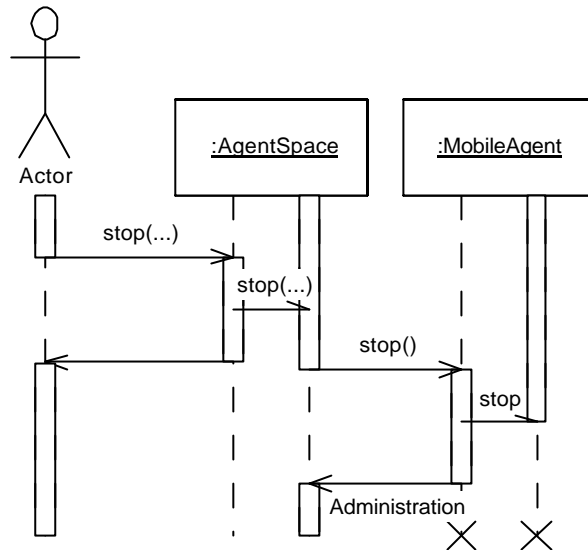 :AgentSpace
:MobileAgent
Actor
stop(...)
stop(...)
stop()
stop
Administration